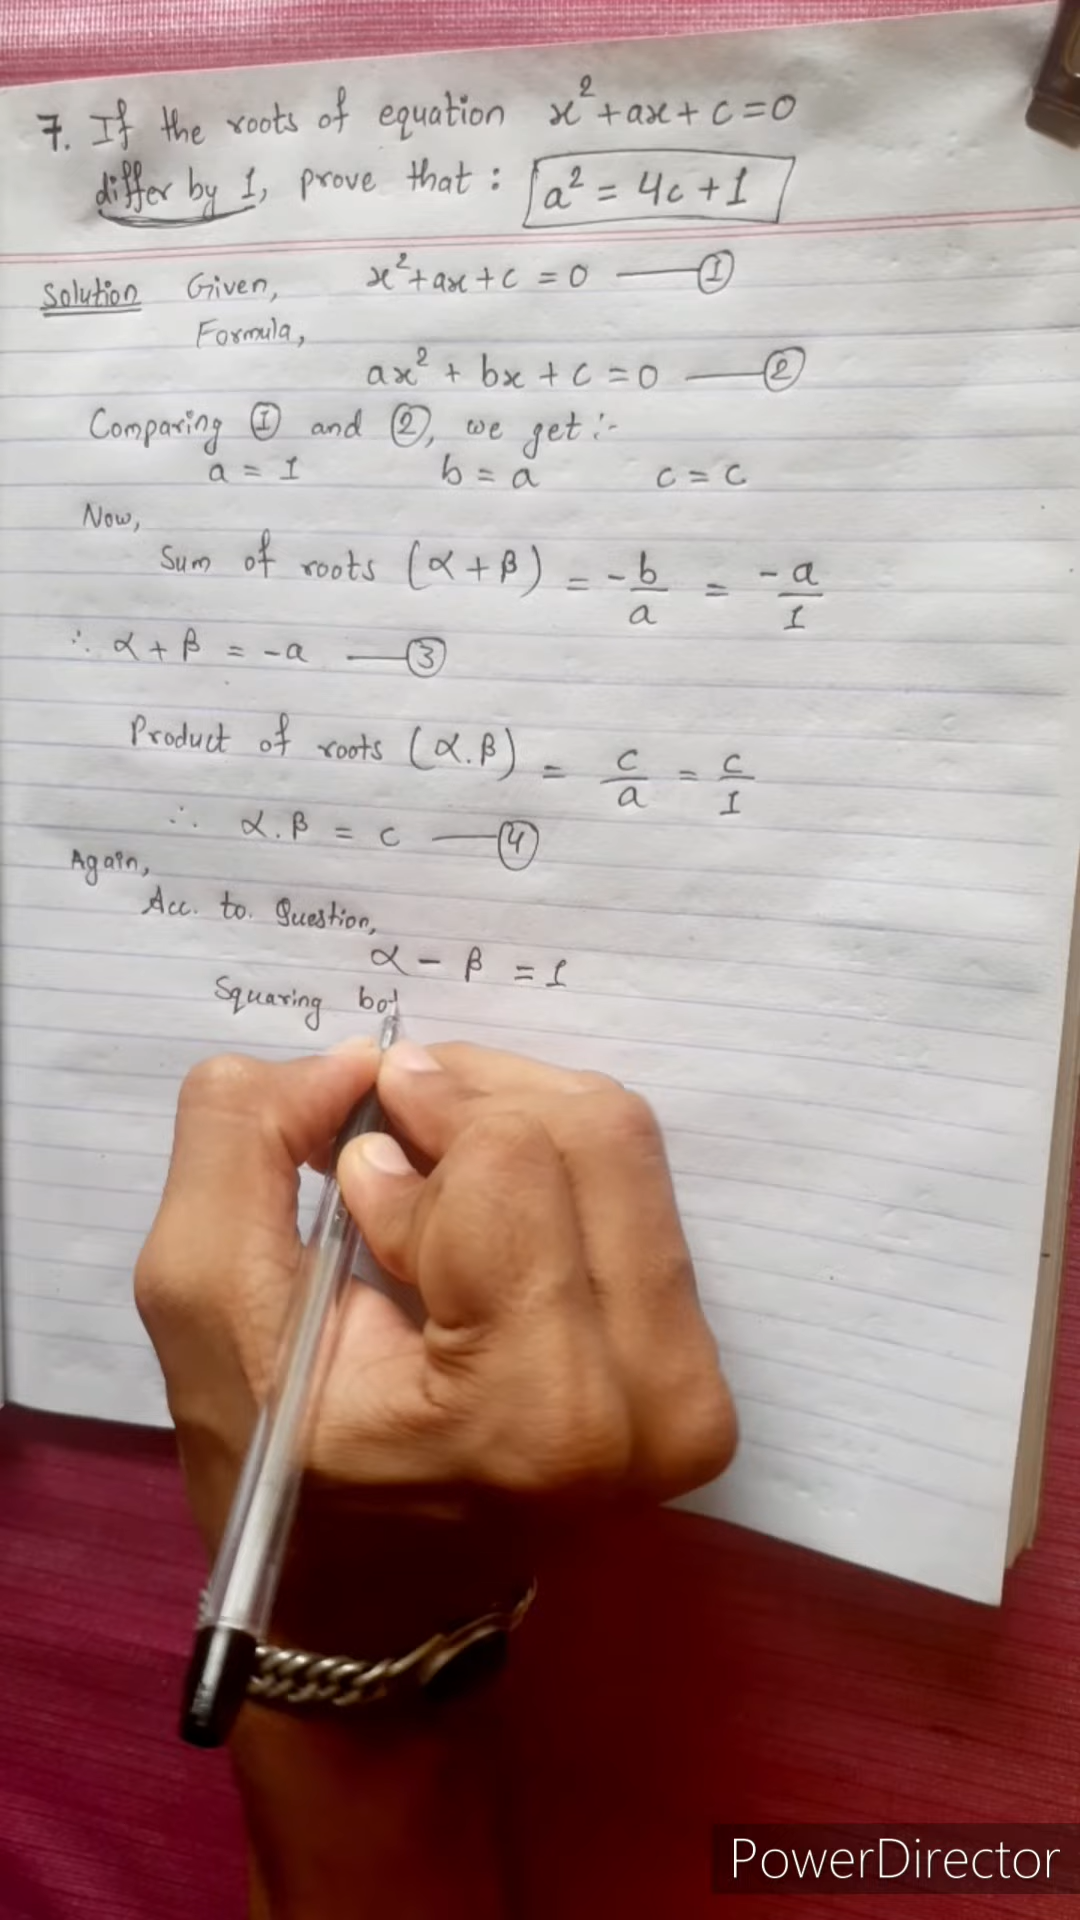 7. If the roots of equation x² + ax + c = 0
differ by 1, prove that : a² = 4c + 1
Solution Given, x² + ax + c = 0 — ①
Formula,
ax² + bx + c = 0 — ②
Comparing ① and ②, we get :-
a = 1 b = a c = c
Now,
Sum of roots (α + β) = -b/a = -a/1
∴ α + β = -a — ③
Product of roots (α.β) = c/a = c/1
∴ α.β = c — ④
Again,
Acc. to. Question,
α - β = 1
Squaring bot
PowerDirector